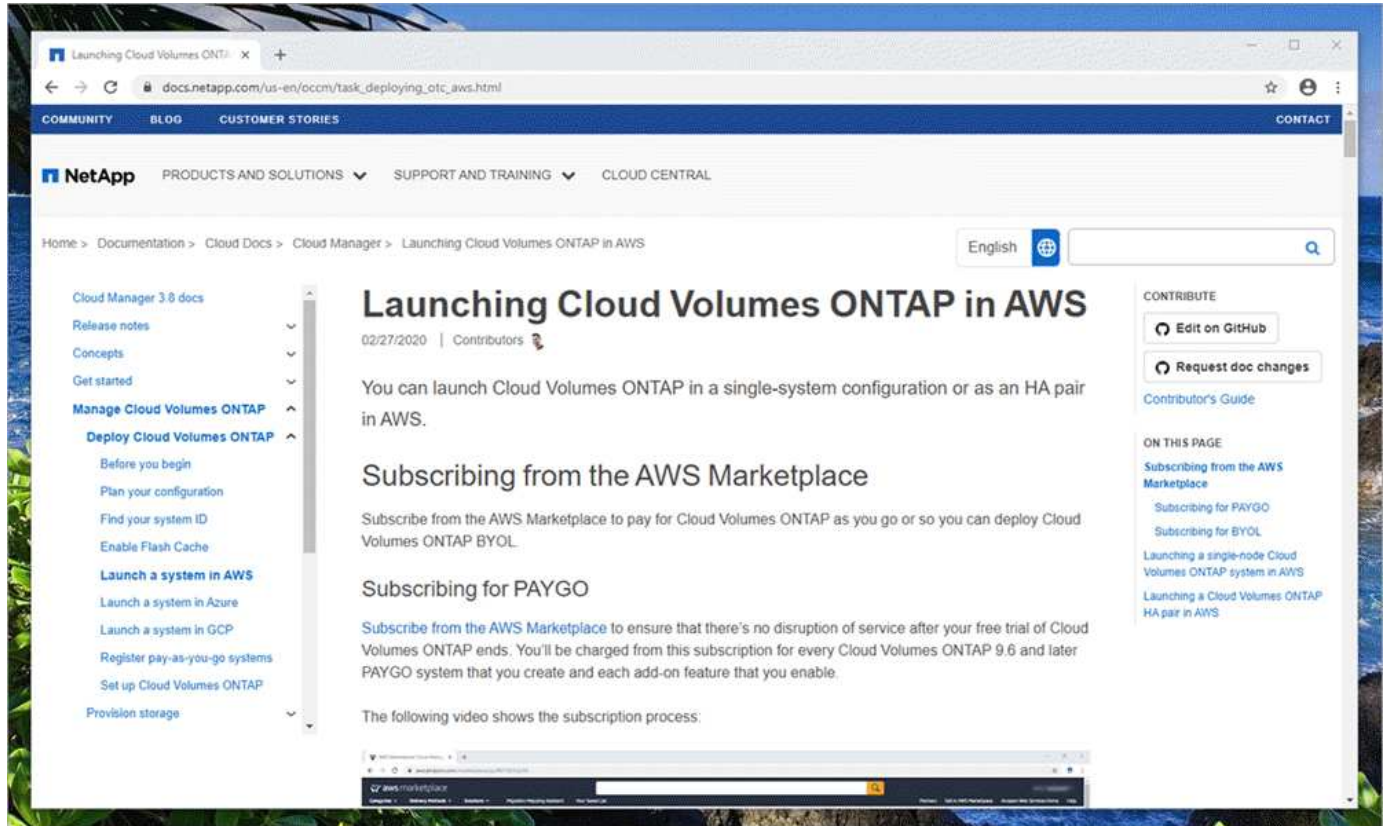 Launching Cloud Volumes ONTA
docs.netapp.com/us-en/occm/task_deploying_otc_aws.html
COMMUNITY BLOG CUSTOMER STORIES CONTACT
NetApp PRODUCTS AND SOLUTIONS SUPPORT AND TRAINING CLOUD CENTRAL
Home > Documentation > Cloud Docs > Cloud Manager > Launching Cloud Volumes ONTAP in AWS
English
Cloud Manager 3.8 docs
Release notes
Concepts
Get started
Manage Cloud Volumes ONTAP
Deploy Cloud Volumes ONTAP
Before you begin
Plan your configuration
Find your system ID
Enable Flash Cache
Launch a system in AWS
Launch a system in Azure
Launch a system in GCP
Register pay-as-you-go systems
Set up Cloud Volumes ONTAP
Provision storage
Launching Cloud Volumes ONTAP in AWS
02/27/2020 | Contributors
You can launch Cloud Volumes ONTAP in a single-system configuration or as an HA pair
in AWS.
Subscribing from the AWS Marketplace
Subscribe from the AWS Marketplace to pay for Cloud Volumes ONTAP as you go or so you can deploy Cloud
Volumes ONTAP BYOL.
Subscribing for PAYGO
Subscribe from the AWS Marketplace to ensure that there's no disruption of service after your free trial of Cloud
Volumes ONTAP ends. You'll be charged from this subscription for every Cloud Volumes ONTAP 9.6 and later
PAYGO system that you create and each add-on feature that you enable.
The following video shows the subscription process:
aws marketplace
CONTRIBUTE
Edit on GitHub
Request doc changes
Contributor's Guide
ON THIS PAGE
Subscribing from the AWS
Marketplace
Subscribing for PAYGO
Subscribing for BYOL
Launching a single-node Cloud
Volumes ONTAP system in AWS
Launching a Cloud Volumes ONTAP
HA pair in AWS